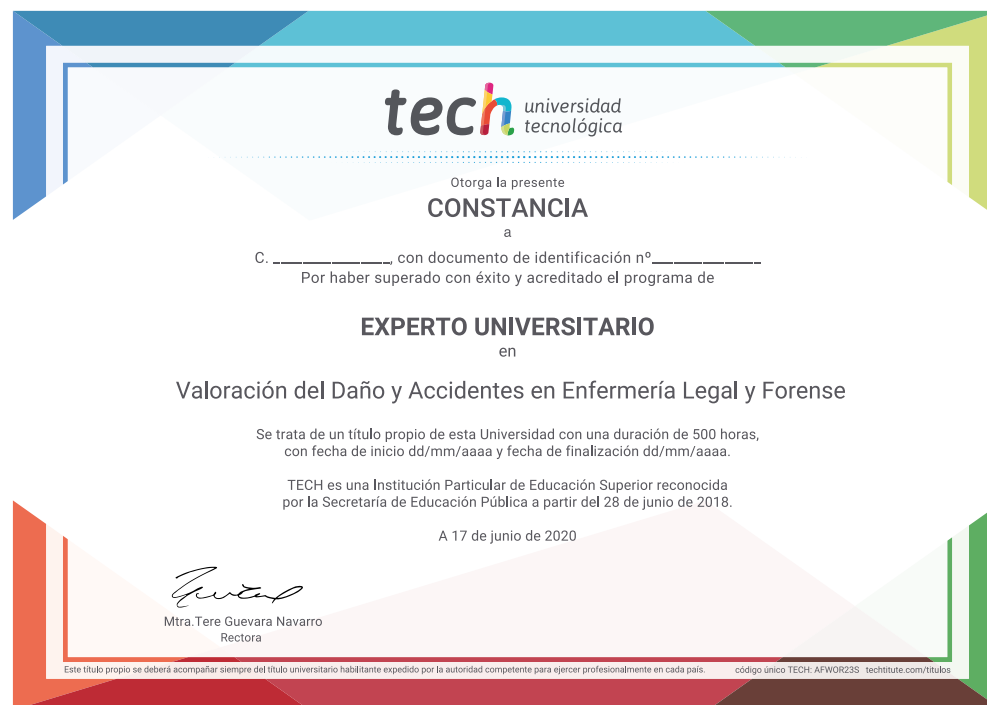 tech universidad
tecnológica
Otorga la presente
CONSTANCIA
a
C. _______________, con documento de identificación nº______________
Por haber superado con éxito y acreditado el programa de
EXPERTO UNIVERSITARIO
en
Valoración del Daño y Accidentes en Enfermería Legal y Forense
Se trata de un título propio de esta Universidad con una duración de 500 horas,
con fecha de inicio dd/mm/aaaa y fecha de finalización dd/mm/aaaa.
TECH es una Institución Particular de Educación Superior reconocida
por la Secretaría de Educación Pública a partir del 28 de junio de 2018.
A 17 de junio de 2020
Mtra.Tere Guevara Navarro
Rectora
Este título propio se deberá acompañar siempre del título universitario habilitante expedido por la autoridad competente para ejercer profesionalmente en cada país. código único TECH: AFWOR23S techtitute.com/titulos